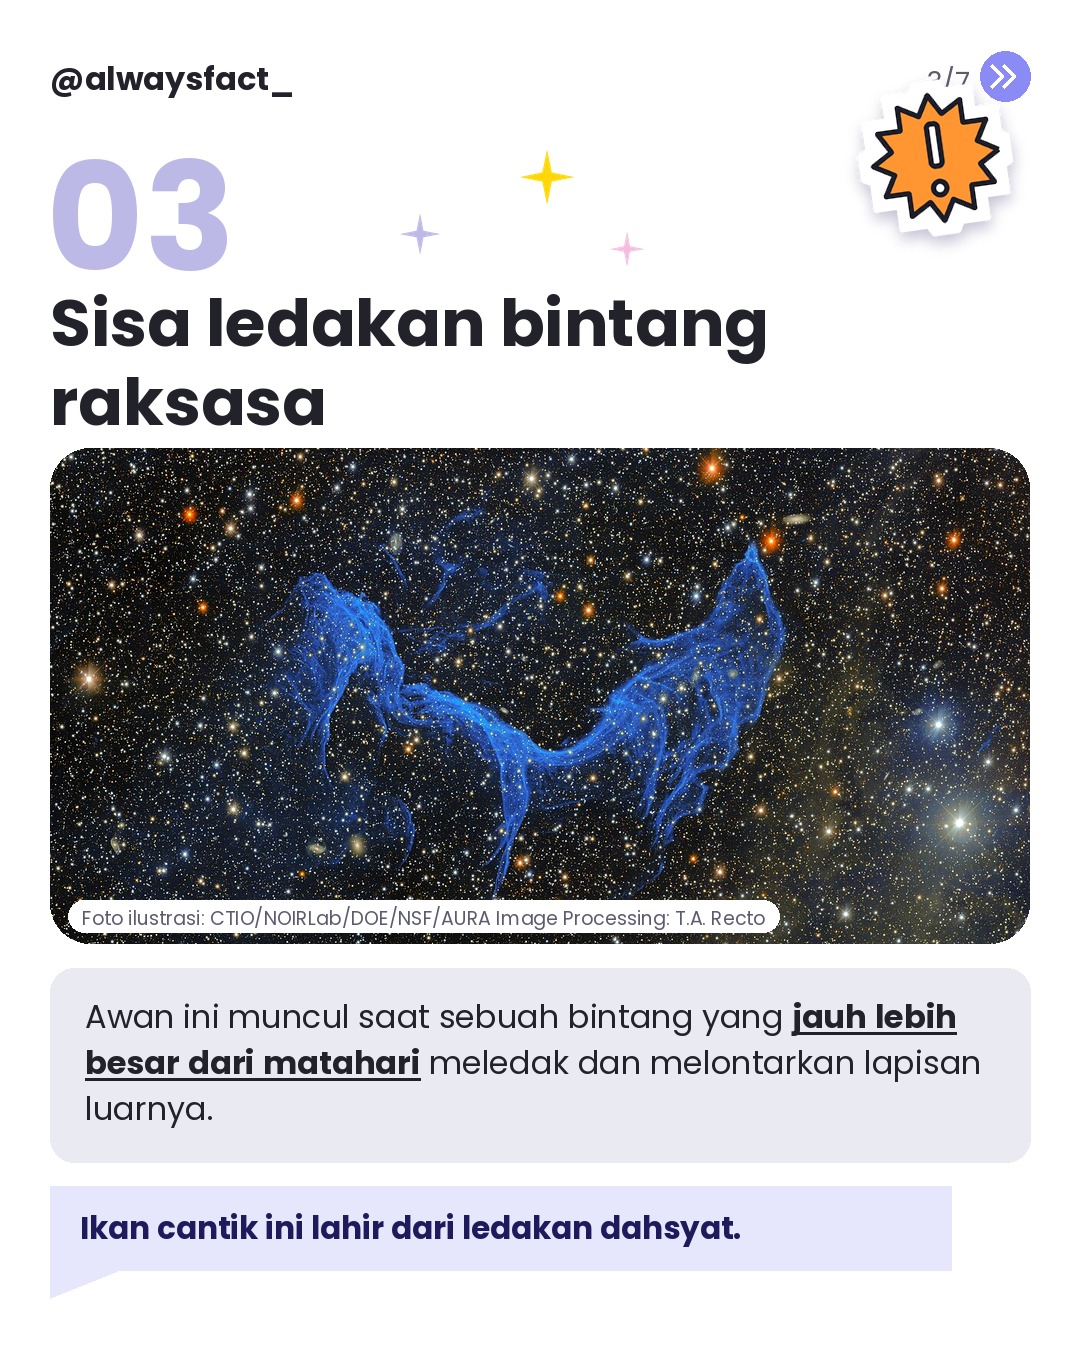 @alwaysfact_
/7
03
Sisa ledakan bintang
raksasa
Foto ilustrasi: CTIO/NOIRLab/DOE/NSF/AURA Image Processing: T.A. Recto
Awan ini muncul saat sebuah bintang yang jauh lebih
besar dari matahari meledak dan melontarkan lapisan
luarnya.
Ikan cantik ini lahir dari ledakan dahsyat.